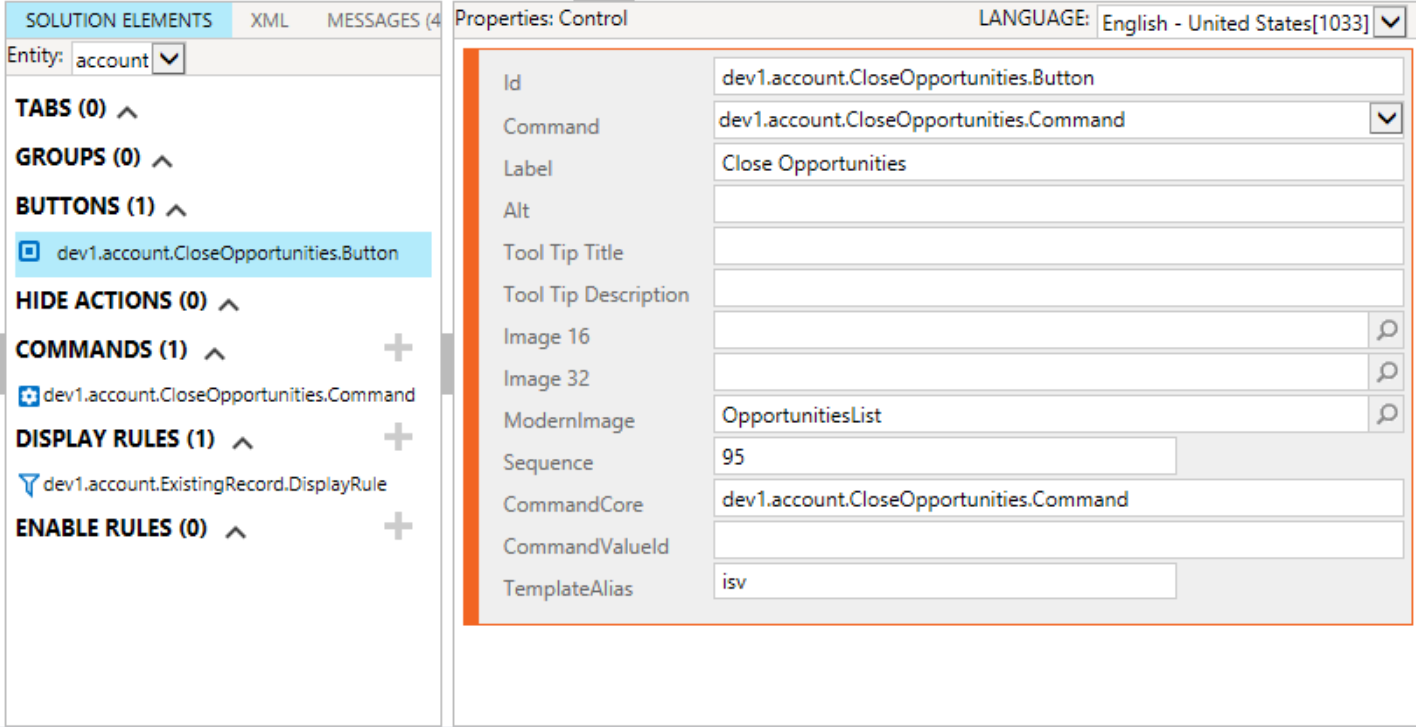 SOLUTION ELEMENTS XML MESSAGES (4
Entity: account
TABS (0)
GROUPS (0)
BUTTONS (1)
dev1.account.CloseOpportunities.Button
HIDE ACTIONS (0)
COMMANDS (1)
dev1.account.CloseOpportunities.Command
DISPLAY RULES (1)
dev1.account.ExistingRecord.DisplayRule
ENABLE RULES (0)
Properties: Control LANGUAGE: English - United States[1033]
Id dev1.account.CloseOpportunities.Button
Command dev1.account.CloseOpportunities.Command
Label Close Opportunities
Alt
Tool Tip Title
Tool Tip Description
Image 16
Image 32
ModernImage OpportunitiesList
Sequence 95
CommandCore dev1.account.CloseOpportunities.Command
CommandValueId
TemplateAlias isv